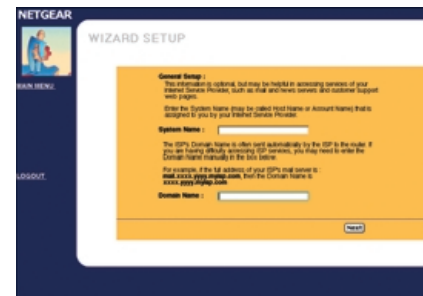 NETGEAR
WIZARD SETUP
MAIN MENU
LOGOUT
General Setup :
This information is optional, but may be helpful in accessing services of your
Internet Service Provider, such as mail and news servers and customer support
web pages.
Enter the System Name (may be called Host Name or Account Name) that is
assigned to you by your Internet Service Provider.
System Name :
The ISP's Domain Name is often sent automatically by the ISP to the router. If
you are having difficulty accessing ISP services, you may need to enter the
Domain Name manually in the box below.
For example, if the full address of your ISP's mail server is :
mail.xxxx.yyyy.myisp.com, then the Domain Name is
xxxx.yyyy.myisp.com
Domain Name :
Next